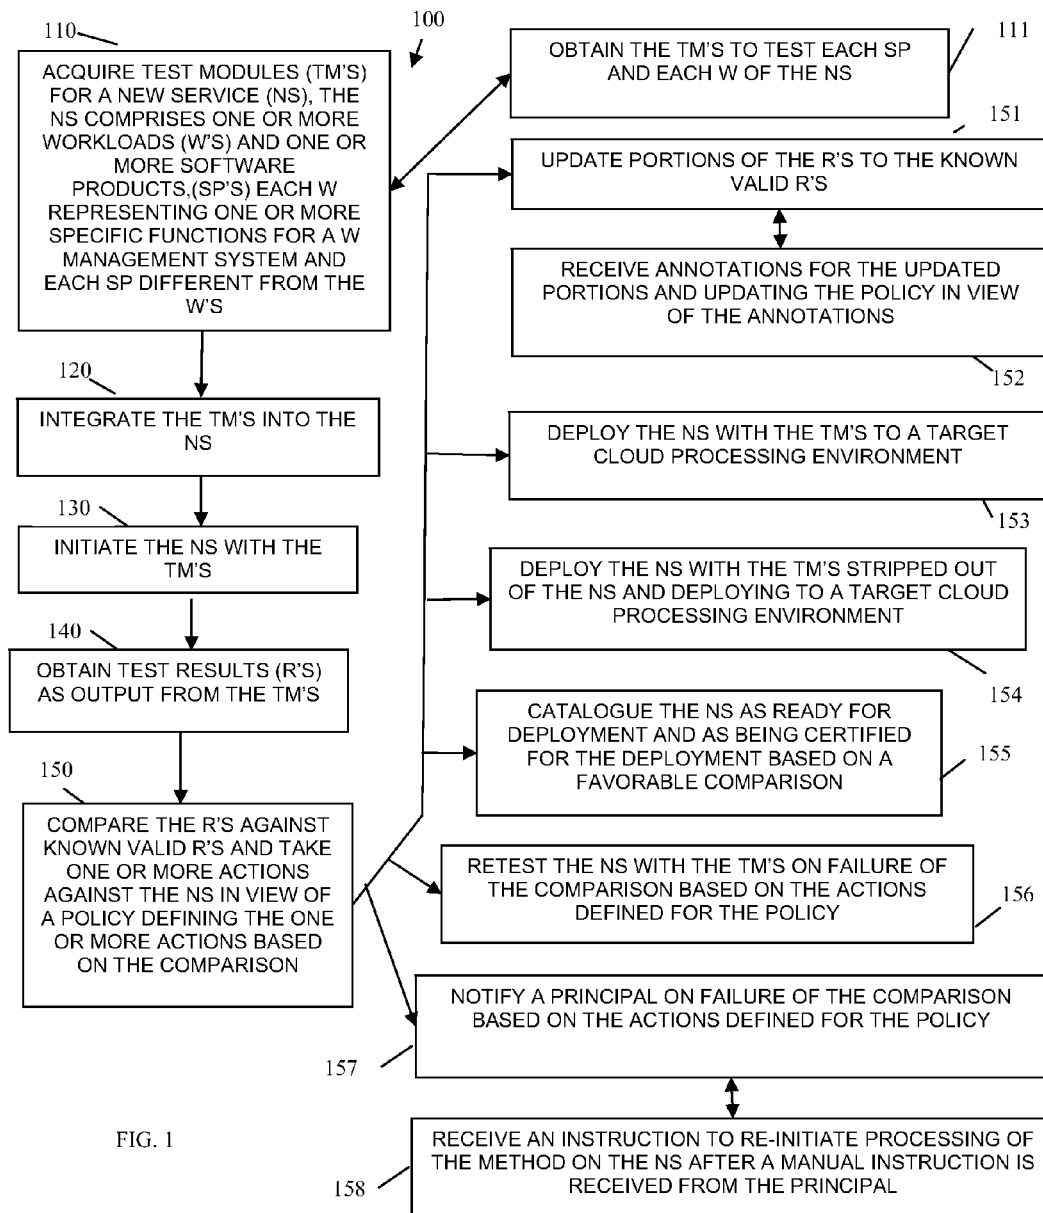 110
ACQUIRE TEST MODULES (TM'S)
FOR A NEW SERVICE (NS), THE
NS COMPRISES ONE OR MORE
WORKLOADS (W'S) AND ONE OR
MORE SOFTWARE
PRODUCTS,(SP'S) EACH W
REPRESENTING ONE OR MORE
SPECIFIC FUNCTIONS FOR A W
MANAGEMENT SYSTEM AND
EACH SP DIFFERENT FROM THE
W'S
120
INTEGRATE THE TM'S INTO THE
NS
130
INITIATE THE NS WITH THE
TM'S
140
OBTAIN TEST RESULTS (R'S)
AS OUTPUT FROM THE TM'S
150
COMPARE THE R'S AGAINST
KNOWN VALID R'S AND TAKE
ONE OR MORE ACTIONS
AGAINST THE NS IN VIEW OF
A POLICY DEFINING THE ONE
OR MORE ACTIONS BASED
ON THE COMPARISON
FIG. 1
100
111
OBTAIN THE TM'S TO TEST EACH SP
AND EACH W OF THE NS
151
UPDATE PORTIONS OF THE R'S TO THE KNOWN
VALID R'S
RECEIVE ANNOTATIONS FOR THE UPDATED
PORTIONS AND UPDATING THE POLICY IN VIEW
OF THE ANNOTATIONS
152
DEPLOY THE NS WITH THE TM'S TO A TARGET
CLOUD PROCESSING ENVIRONMENT
153
DEPLOY THE NS WITH THE TM'S STRIPPED OUT
OF THE NS AND DEPLOYING TO A TARGET CLOUD
PROCESSING ENVIRONMENT
154
CATALOGUE THE NS AS READY FOR
DEPLOYMENT AND AS BEING CERTIFIED
FOR THE DEPLOYMENT BASED ON A
FAVORABLE COMPARISON
155
RETEST THE NS WITH THE TM'S ON FAILURE OF
THE COMPARISON BASED ON THE ACTIONS
DEFINED FOR THE POLICY
156
NOTIFY A PRINCIPAL ON FAILURE OF THE COMPARISON
BASED ON THE ACTIONS DEFINED FOR THE POLICY
157
RECEIVE AN INSTRUCTION TO RE-INITIATE PROCESSING OF
THE METHOD ON THE NS AFTER A MANUAL INSTRUCTION IS
RECEIVED FROM THE PRINCIPAL
158